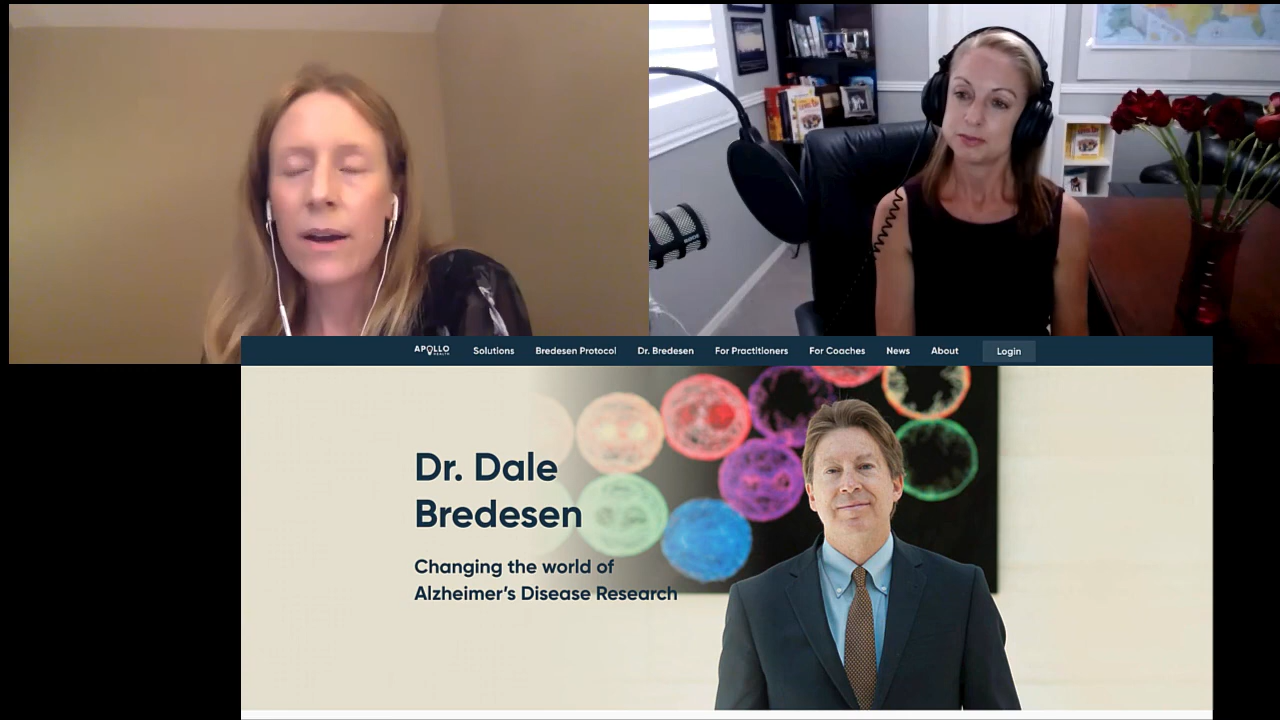 APOLLO
HEALTH
Solutions
Bredesen Protocol
Dr. Bredesen
For Practitioners
For Coaches
News
About
Login
Dr. Dale
Bredesen
Changing the world of
Alzheimer's Disease Research